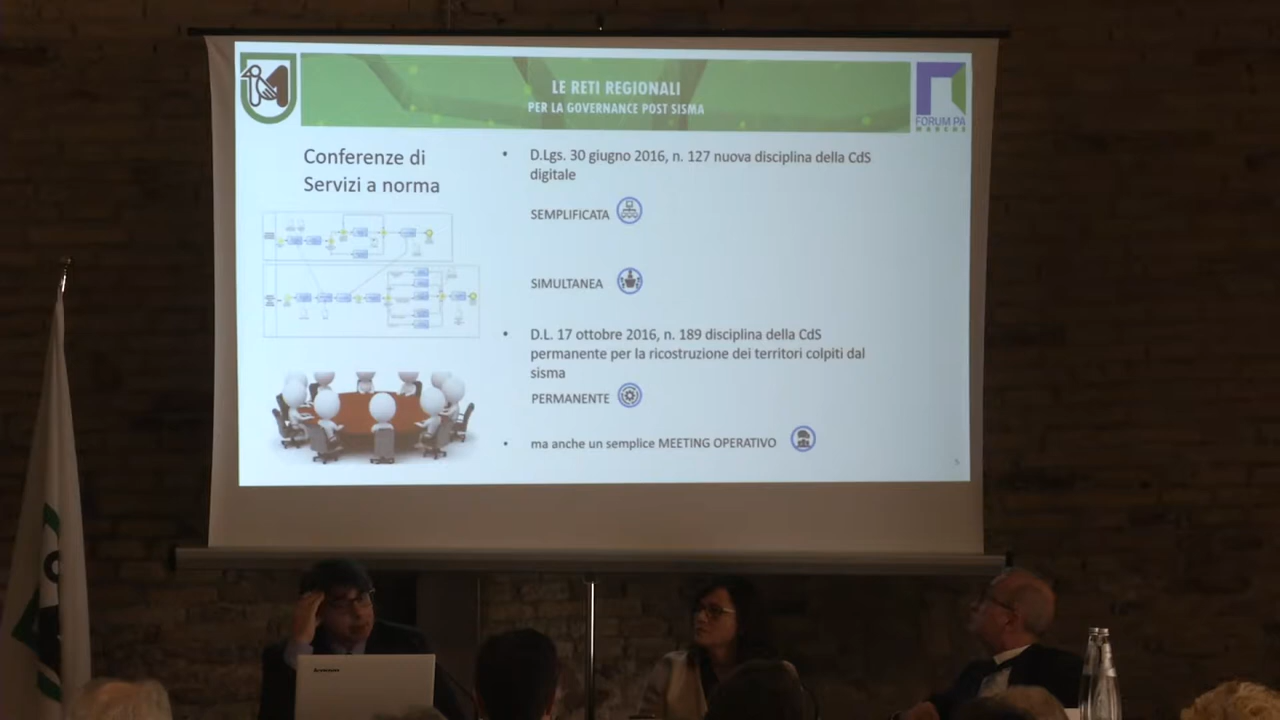 LE RETI REGIONALI
PER LA GOVERNANCE POST SISMA
FORUM PA
MARCHE
Conferenze di
Servizi a norma
• D.Lgs. 30 giugno 2016, n. 127 nuova disciplina della CdS
digitale
SEMPLIFICATA
SIMULTANEA
• D.L. 17 ottobre 2016, n. 189 disciplina della CdS
permanente per la ricostruzione dei territori colpiti dal
sisma
PERMANENTE
• ma anche un semplice MEETING OPERATIVO
5
lenovo